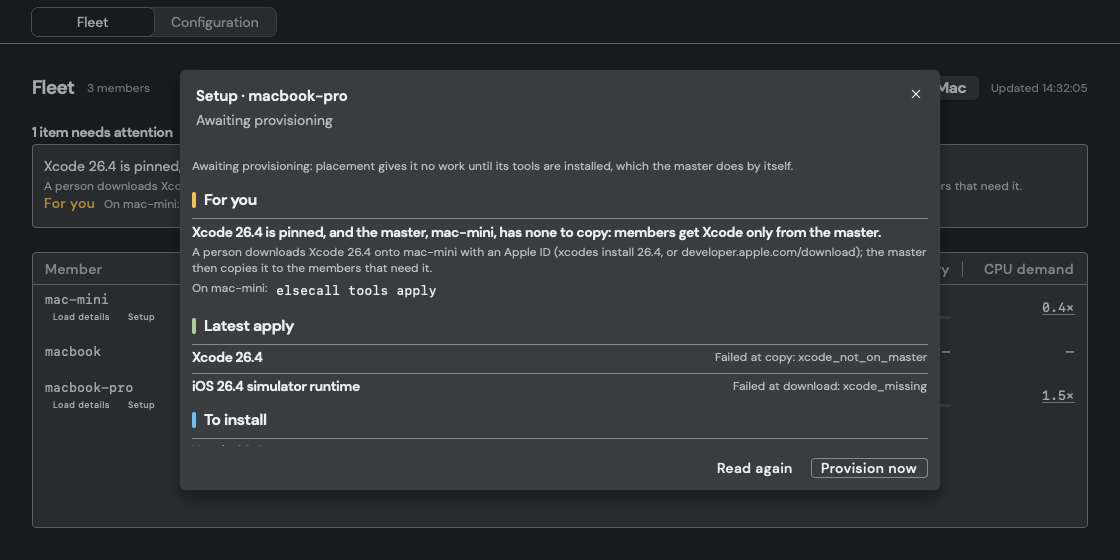 Fleet
Configuration
Fleet
3 members
Mac
Updated 14:32:05
1 item needs attention
Xcode 26.4 is pinned,
A person downloads Xco
rs that need it.
For you On mac-mini:
Member
ry
CPU demand
mac-mini
0.4×
Load details Setup
macbook
—
—
macbook-pro
1.5×
Load details Setup
Setup · macbook-pro
×
Awaiting provisioning
Awaiting provisioning: placement gives it no work until its tools are installed, which the master does by itself.
For you
Xcode 26.4 is pinned, and the master, mac-mini, has none to copy: members get Xcode only from the master.
A person downloads Xcode 26.4 onto mac-mini with an Apple ID (xcodes install 26.4, or developer.apple.com/download); the master
then copies it to the members that need it.
On mac-mini: elsecall tools apply
Latest apply
Xcode 26.4
Failed at copy: xcode_not_on_master
iOS 26.4 simulator runtime
Failed at download: xcode_missing
To install
Read again
Provision now